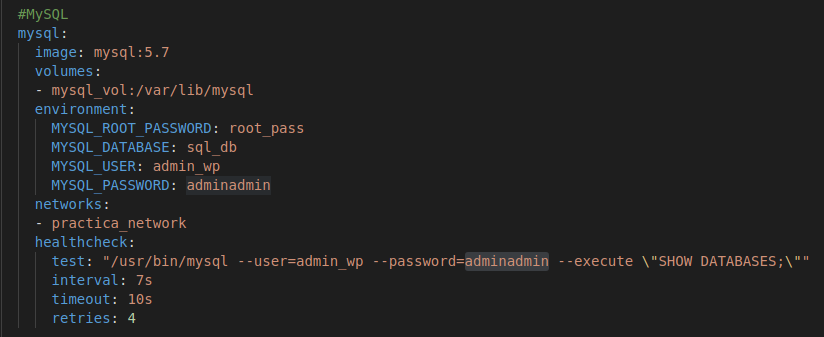 #MySQL
mysql:
image: mysql:5.7
volumes:
- mysql_vol:/var/lib/mysql
environment:
MYSQL_ROOT_PASSWORD: root_pass
MYSQL_DATABASE: sql_db
MYSQL_USER: admin_wp
MYSQL_PASSWORD: adminadmin
networks:
- practica_network
healthcheck:
test: "/usr/bin/mysql --user=admin_wp --password=adminadmin --execute \"SHOW DATABASES;\""
interval: 7s
timeout: 10s
retries: 4